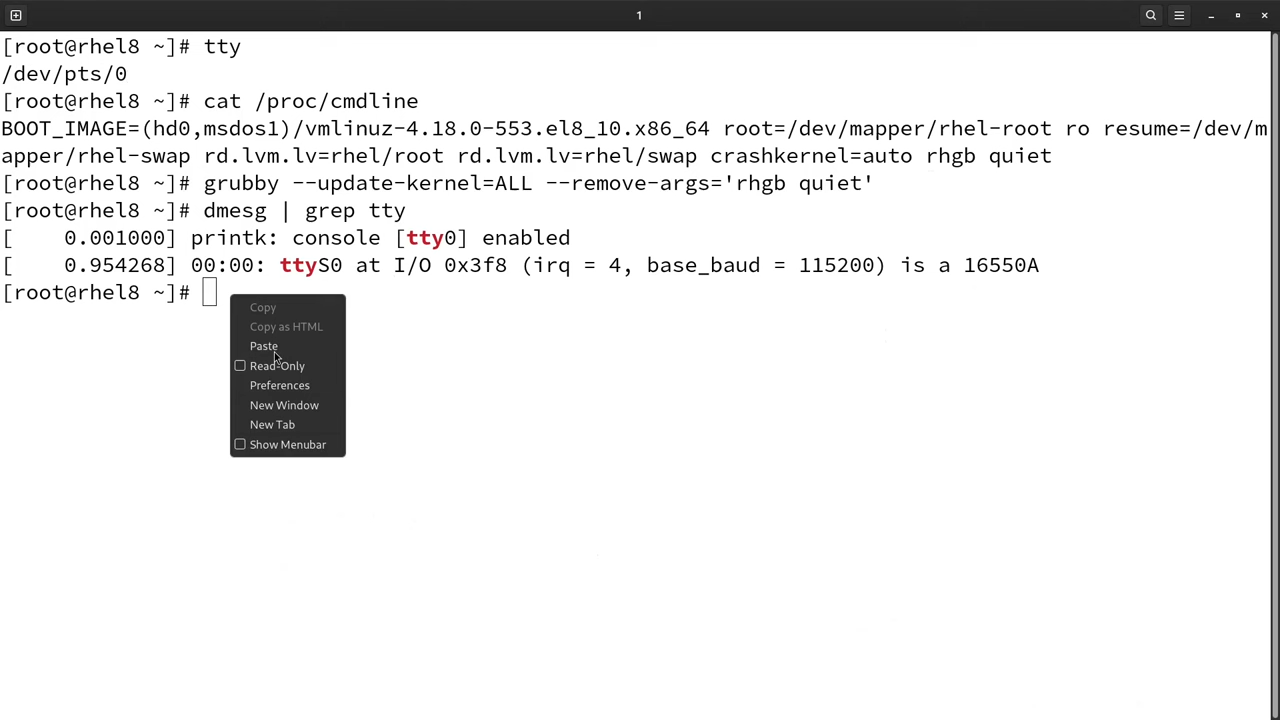 1
[root@rhel8 ~]# tty
/dev/pts/0
[root@rhel8 ~]# cat /proc/cmdline
BOOT_IMAGE=(hd0,msdos1)/vmlinuz-4.18.0-553.el8_10.x86_64 root=/dev/mapper/rhel-root ro resume=/dev/m
apper/rhel-swap rd.lvm.lv=rhel/root rd.lvm.lv=rhel/swap crashkernel=auto rhgb quiet
[root@rhel8 ~]# grubby --update-kernel=ALL --remove-args='rhgb quiet'
[root@rhel8 ~]# dmesg | grep tty
[    0.001000] printk: console [tty0] enabled
[    0.954268] 00:00: ttyS0 at I/O 0x3f8 (irq = 4, base_baud = 115200) is a 16550A
[root@rhel8 ~]#
Copy
Copy as HTML
Paste
Read-Only
Preferences
New Window
New Tab
Show Menubar